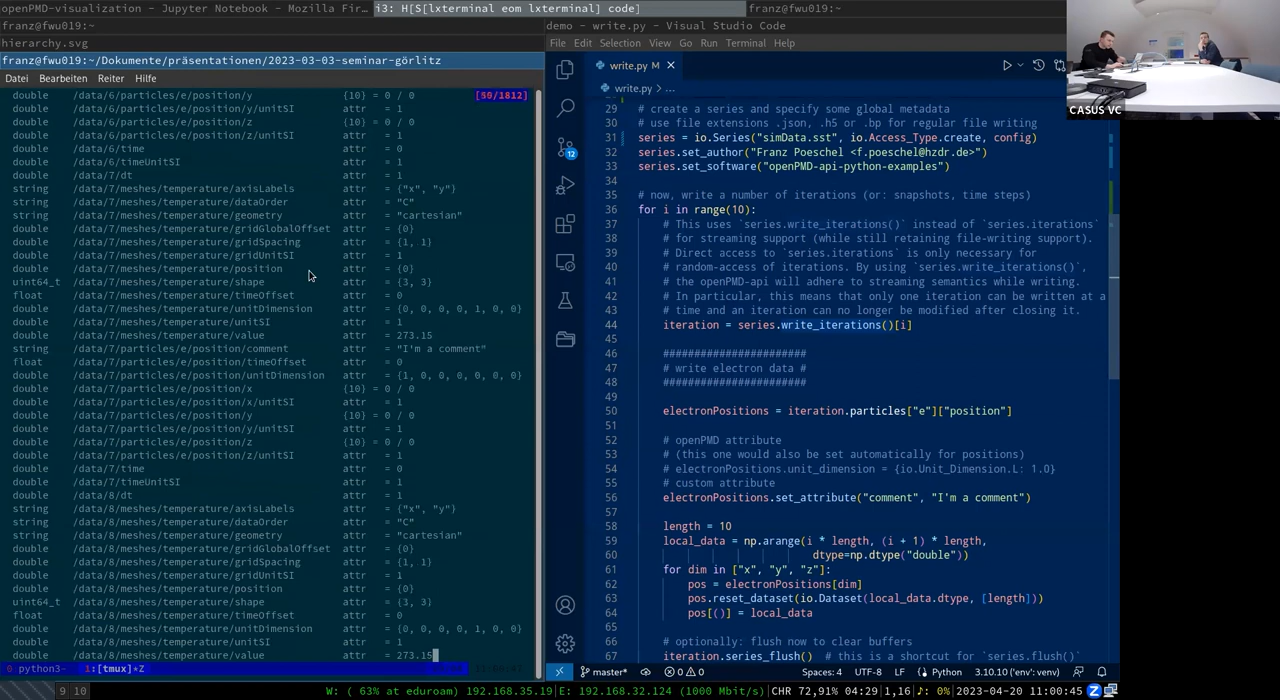 openPMD-visualization - Jupyter Notebook - Mozilla Fir...
i3: H[S[lxterminal eom lxterminal] code]
franz@fwu019:~
franz@fwu019:~
demo - write.py - Visual Studio Code
hierarchy.svg
File Edit Selection View Go Run Terminal Help
franz@fwu019:~/Dokumente/präsentationen/2023-03-03-seminar-görlitz
Datei Bearbeiten Reiter Hilfe
double /data/6/particles/e/position/y {10} = 0 / 0 [50/1812]
double /data/6/particles/e/position/y/unitSI attr = 1
double /data/6/particles/e/position/z {10} = 0 / 0
double /data/6/particles/e/position/z/unitSI attr = 1
double /data/6/time attr = 0
double /data/6/timeUnitSI attr = 1
double /data/7/dt attr = 1
string /data/7/meshes/temperature/axisLabels attr = {"x", "y"}
string /data/7/meshes/temperature/dataOrder attr = "C"
string /data/7/meshes/temperature/geometry attr = "cartesian"
double /data/7/meshes/temperature/gridGlobalOffset attr = {0}
double /data/7/meshes/temperature/gridSpacing attr = {1, 1}
double /data/7/meshes/temperature/gridUnitSI attr = 1
double /data/7/meshes/temperature/position attr = {0}
uint64_t /data/7/meshes/temperature/shape attr = {3, 3}
float /data/7/meshes/temperature/timeOffset attr = 0
double /data/7/meshes/temperature/unitDimension attr = {0, 0, 0, 0, 1, 0, 0}
double /data/7/meshes/temperature/unitSI attr = 1
double /data/7/meshes/temperature/value attr = 273.15
string /data/7/particles/e/position/comment attr = "I'm a comment"
float /data/7/particles/e/position/timeOffset attr = 0
double /data/7/particles/e/position/unitDimension attr = {1, 0, 0, 0, 0, 0, 0}
double /data/7/particles/e/position/x {10} = 0 / 0
double /data/7/particles/e/position/x/unitSI attr = 1
double /data/7/particles/e/position/y {10} = 0 / 0
double /data/7/particles/e/position/y/unitSI attr = 1
double /data/7/particles/e/position/z {10} = 0 / 0
double /data/7/particles/e/position/z/unitSI attr = 1
double /data/7/time attr = 0
double /data/7/timeUnitSI attr = 1
double /data/8/dt attr = 1
string /data/8/meshes/temperature/axisLabels attr = {"x", "y"}
string /data/8/meshes/temperature/dataOrder attr = "C"
string /data/8/meshes/temperature/geometry attr = "cartesian"
double /data/8/meshes/temperature/gridGlobalOffset attr = {0}
double /data/8/meshes/temperature/gridSpacing attr = {1, 1}
double /data/8/meshes/temperature/gridUnitSI attr = 1
double /data/8/meshes/temperature/position attr = {0}
uint64_t /data/8/meshes/temperature/shape attr = {3, 3}
float /data/8/meshes/temperature/timeOffset attr = 0
double /data/8/meshes/temperature/unitDimension attr = {0, 0, 0, 0, 1, 0, 0}
double /data/8/meshes/temperature/unitSI attr = 1
double /data/8/meshes/temperature/value attr = 273.15
0 python3- 1:[tmux]*Z
write.py M
write.py > ...
29 # create a series and specify some global metadata
30 # use file extensions .json, .h5 or .bp for regular file writing
31 series = io.Series("simData.sst", io.Access_Type.create, config)
32 series.set_author("Franz Poeschel <f.poeschel@hzdr.de>")
33 series.set_software("openPMD-api-python-examples")
34
35 # now, write a number of iterations (or: snapshots, time steps)
36 for i in range(10):
37 # This uses `series.write_iterations()` instead of `series.iterations`
38 # for streaming support (while still retaining file-writing support).
39 # Direct access to `series.iterations` is only necessary for
40 # random-access of iterations. By using `series.write_iterations()`,
41 # the openPMD-api will adhere to streaming semantics while writing.
42 # In particular, this means that only one iteration can be written at a
43 # time and an iteration can no longer be modified after closing it.
44 iteration = series.write_iterations()[i]
45
46 #######################
47 # write electron data #
48 #######################
49
50 electronPositions = iteration.particles["e"]["position"]
51
52 # openPMD attribute
53 # (this one would also be set automatically for positions)
54 # electronPositions.unit_dimension = {io.Unit_Dimension.L: 1.0}
55 # custom attribute
56 electronPositions.set_attribute("comment", "I'm a comment")
57
58 length = 10
59 local_data = np.arange(i * length, (i + 1) * length,
60 dtype=np.dtype("double"))
61 for dim in ["x", "y", "z"]:
62 pos = electronPositions[dim]
63 pos.reset_dataset(io.Dataset(local_data.dtype, [length]))
64 pos[()] = local_data
65
66 # optionally: flush now to clear buffers
67 iteration.series_flush() # this is a shortcut for `series.flush()`
12
master* 0 0 Spaces: 4 UTF-8 LF Python 3.10.10 ('env': venv)
CASUS VC
9 10
W: ( 63% at eduroam) 192.168.35.19|E: 192.168.32.124 (1000 Mbit/s)|CHR 72,91% 04:29|1,16|♪: 0%|2023-04-20 11:00:45